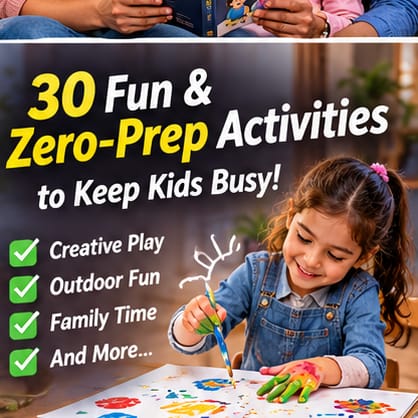 30 Fun &
Zero-Prep Activities
to Keep Kids Busy!
Creative Play
Outdoor Fun
Family Time
And More...